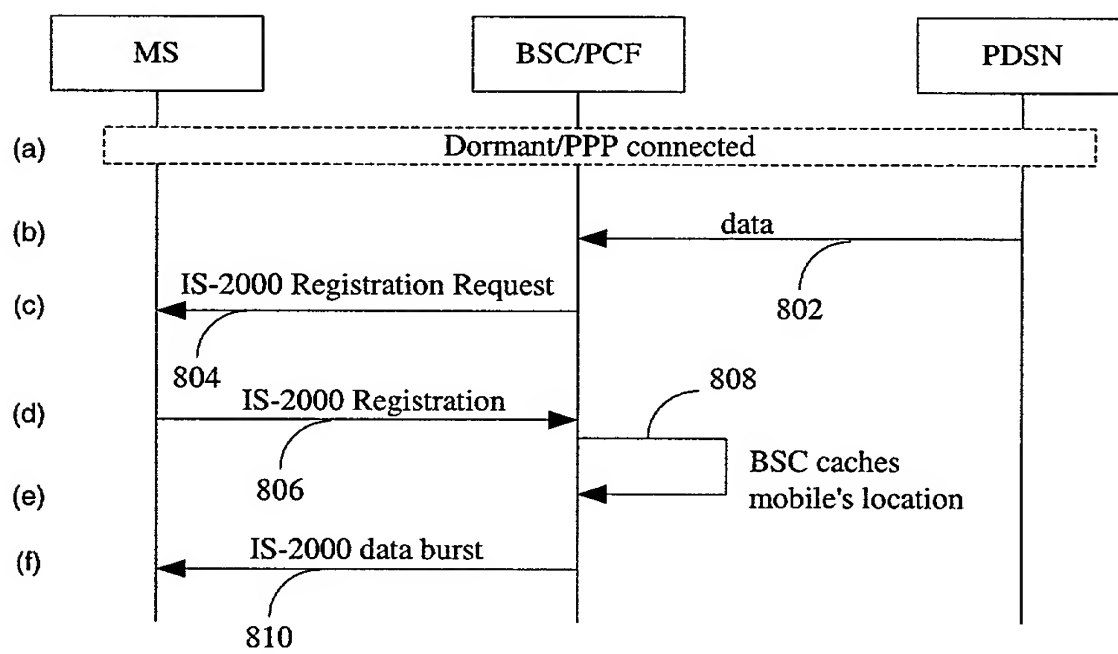 MS
BSC/PCF
PDSN
(a)
Dormant/PPP connected
(b)
data
802
(c)
IS-2000 Registration Request
804
808
(d)
IS-2000 Registration
806
BSC caches
mobile's location
(e)
(f)
IS-2000 data burst
810